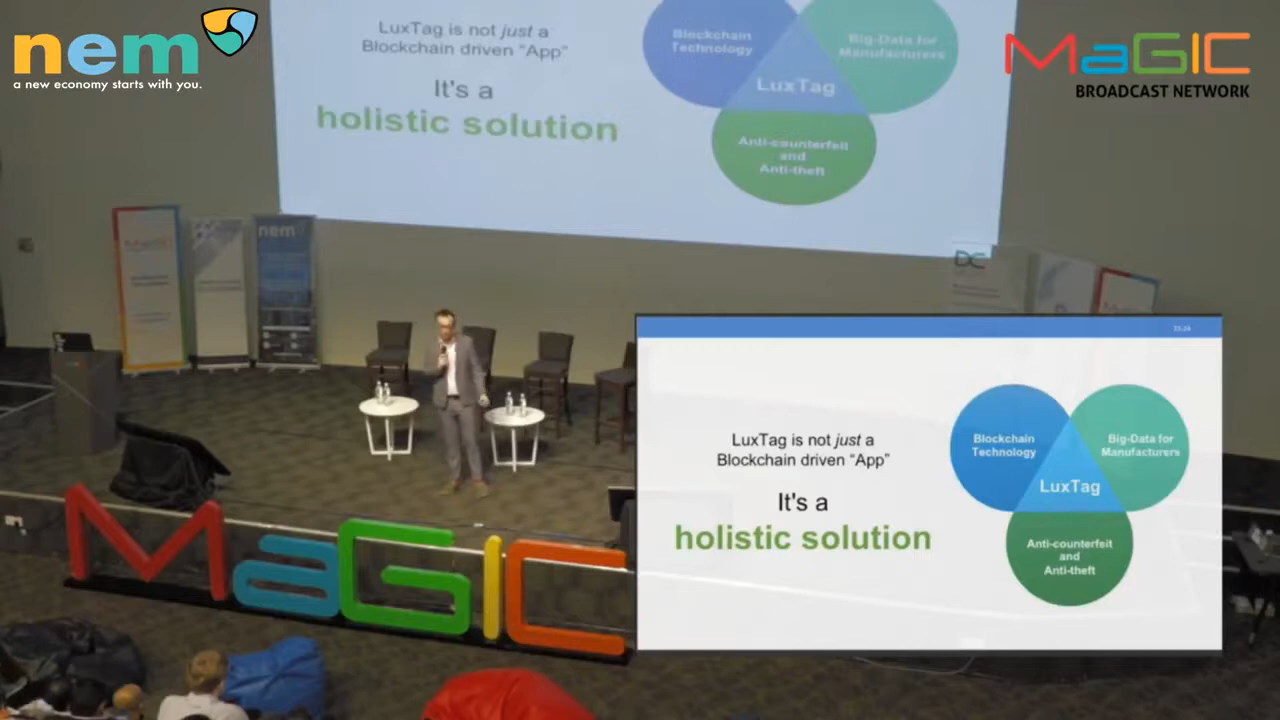 nem
a new economy starts with you.
MaGIC
BROADCAST NETWORK
LuxTag is not just a
Blockchain driven “App”
It's a
holistic solution
Blockchain
Technology
Big-Data for
Manufacturers
LuxTag
Anti-counterfeit
and
Anti-theft
nem
DC
MaGIC
LuxTag is not just a
Blockchain driven “App”
It's a
holistic solution
Blockchain
Technology
Big-Data for
Manufacturers
LuxTag
Anti-counterfeit
and
Anti-theft